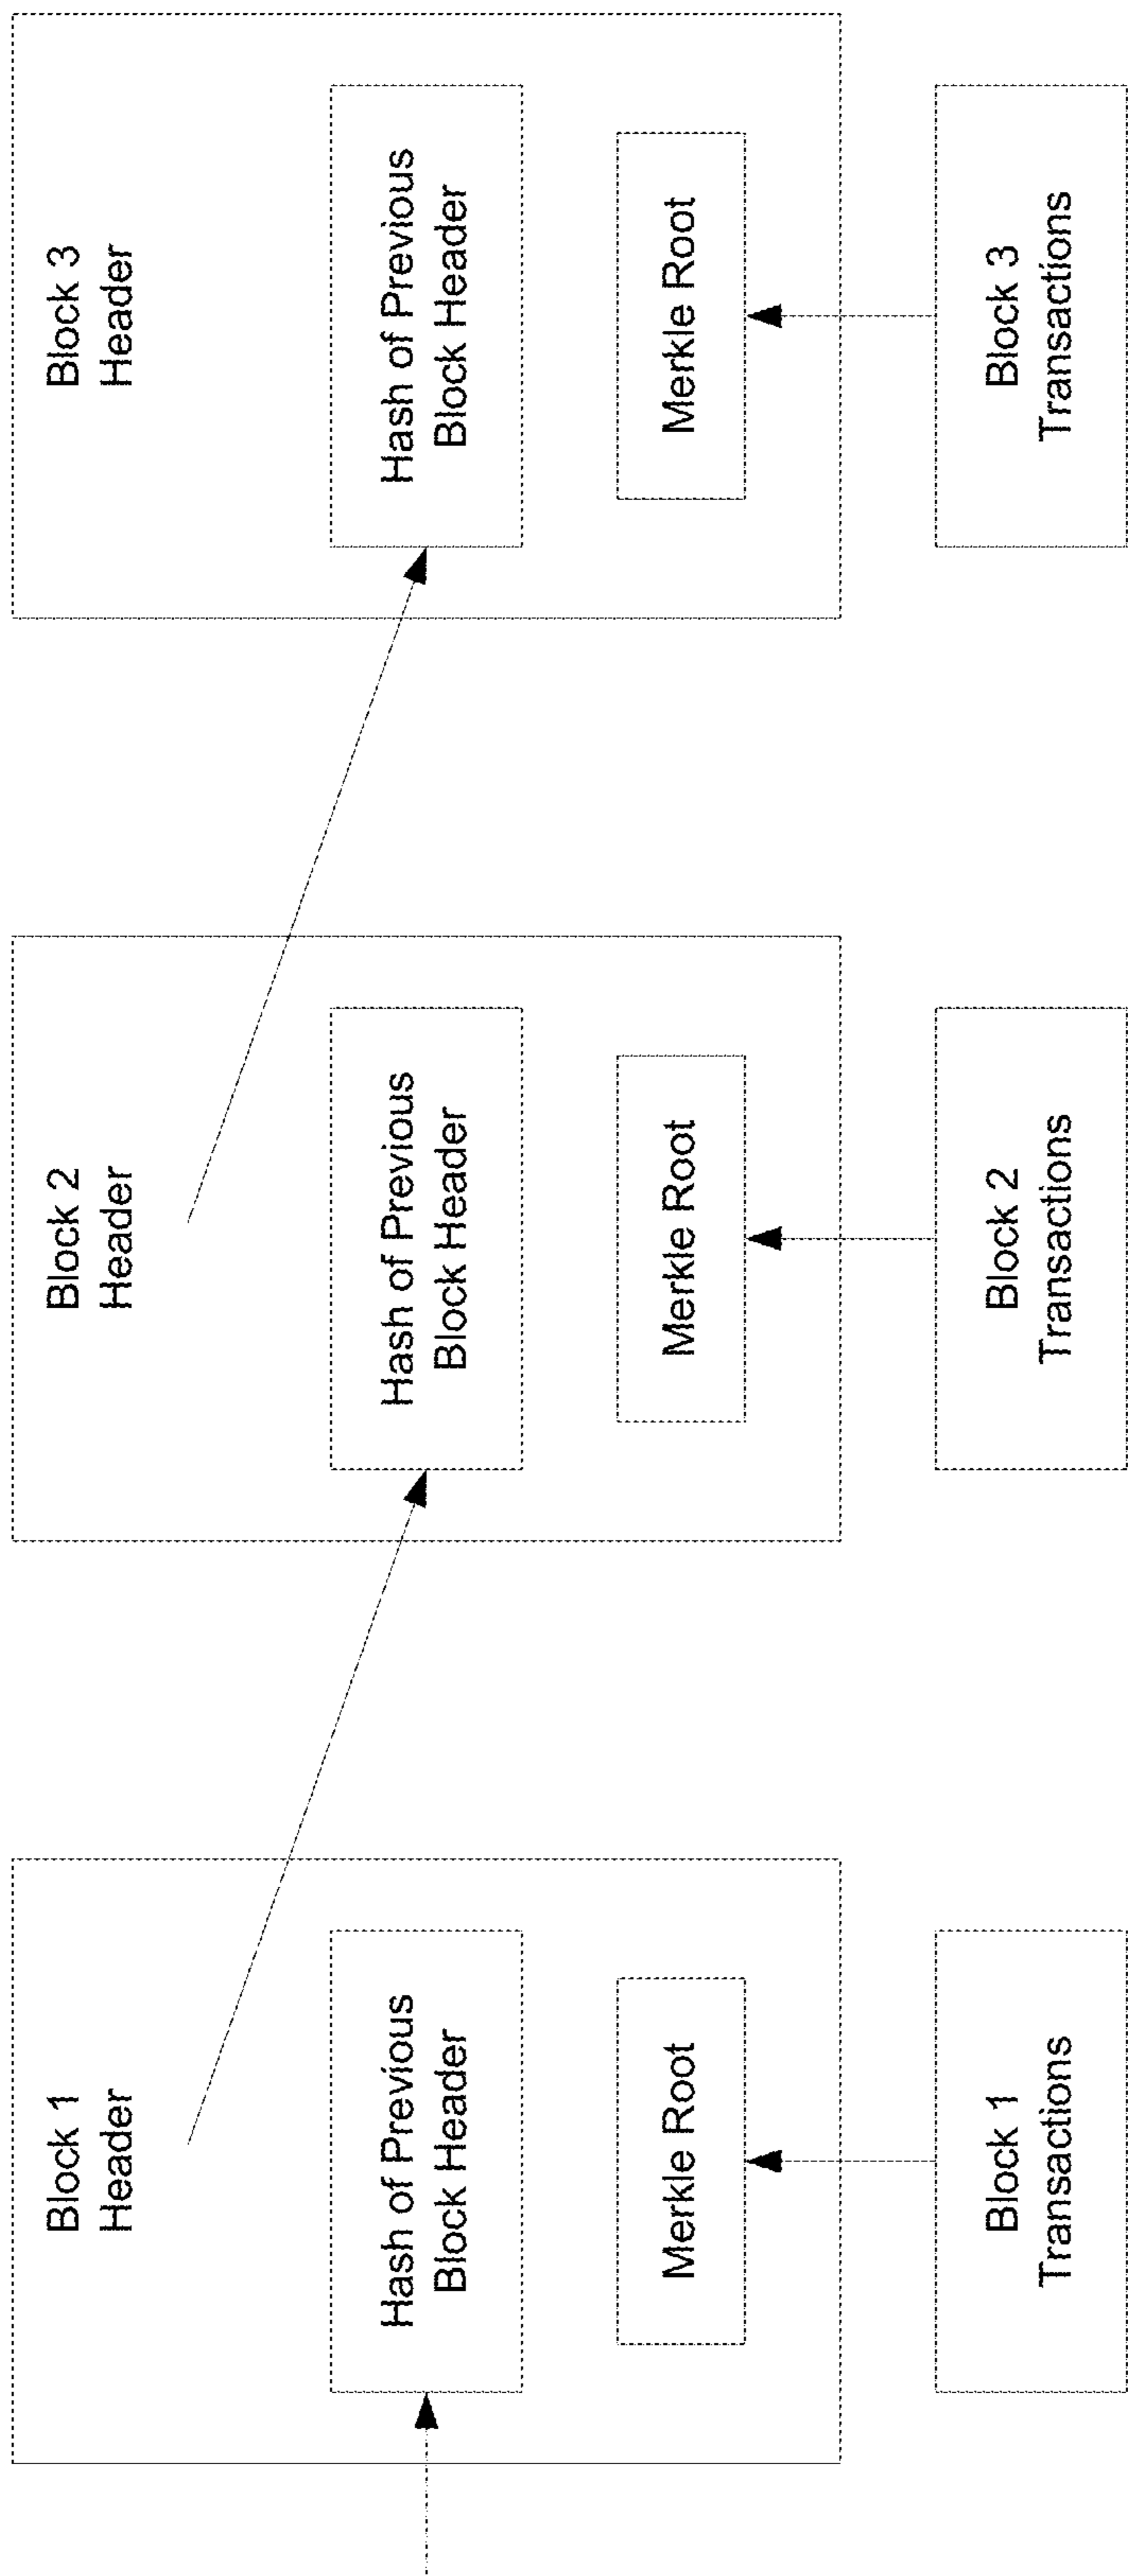 Block 1
Header
Hash of Previous
Block Header
Merkle Root
Block 1
Transactions
Block 2
Header
Hash of Previous
Block Header
Merkle Root
Block 2
Transactions
Block 3
Header
Hash of Previous
Block Header
Merkle Root
Block 3
Transactions